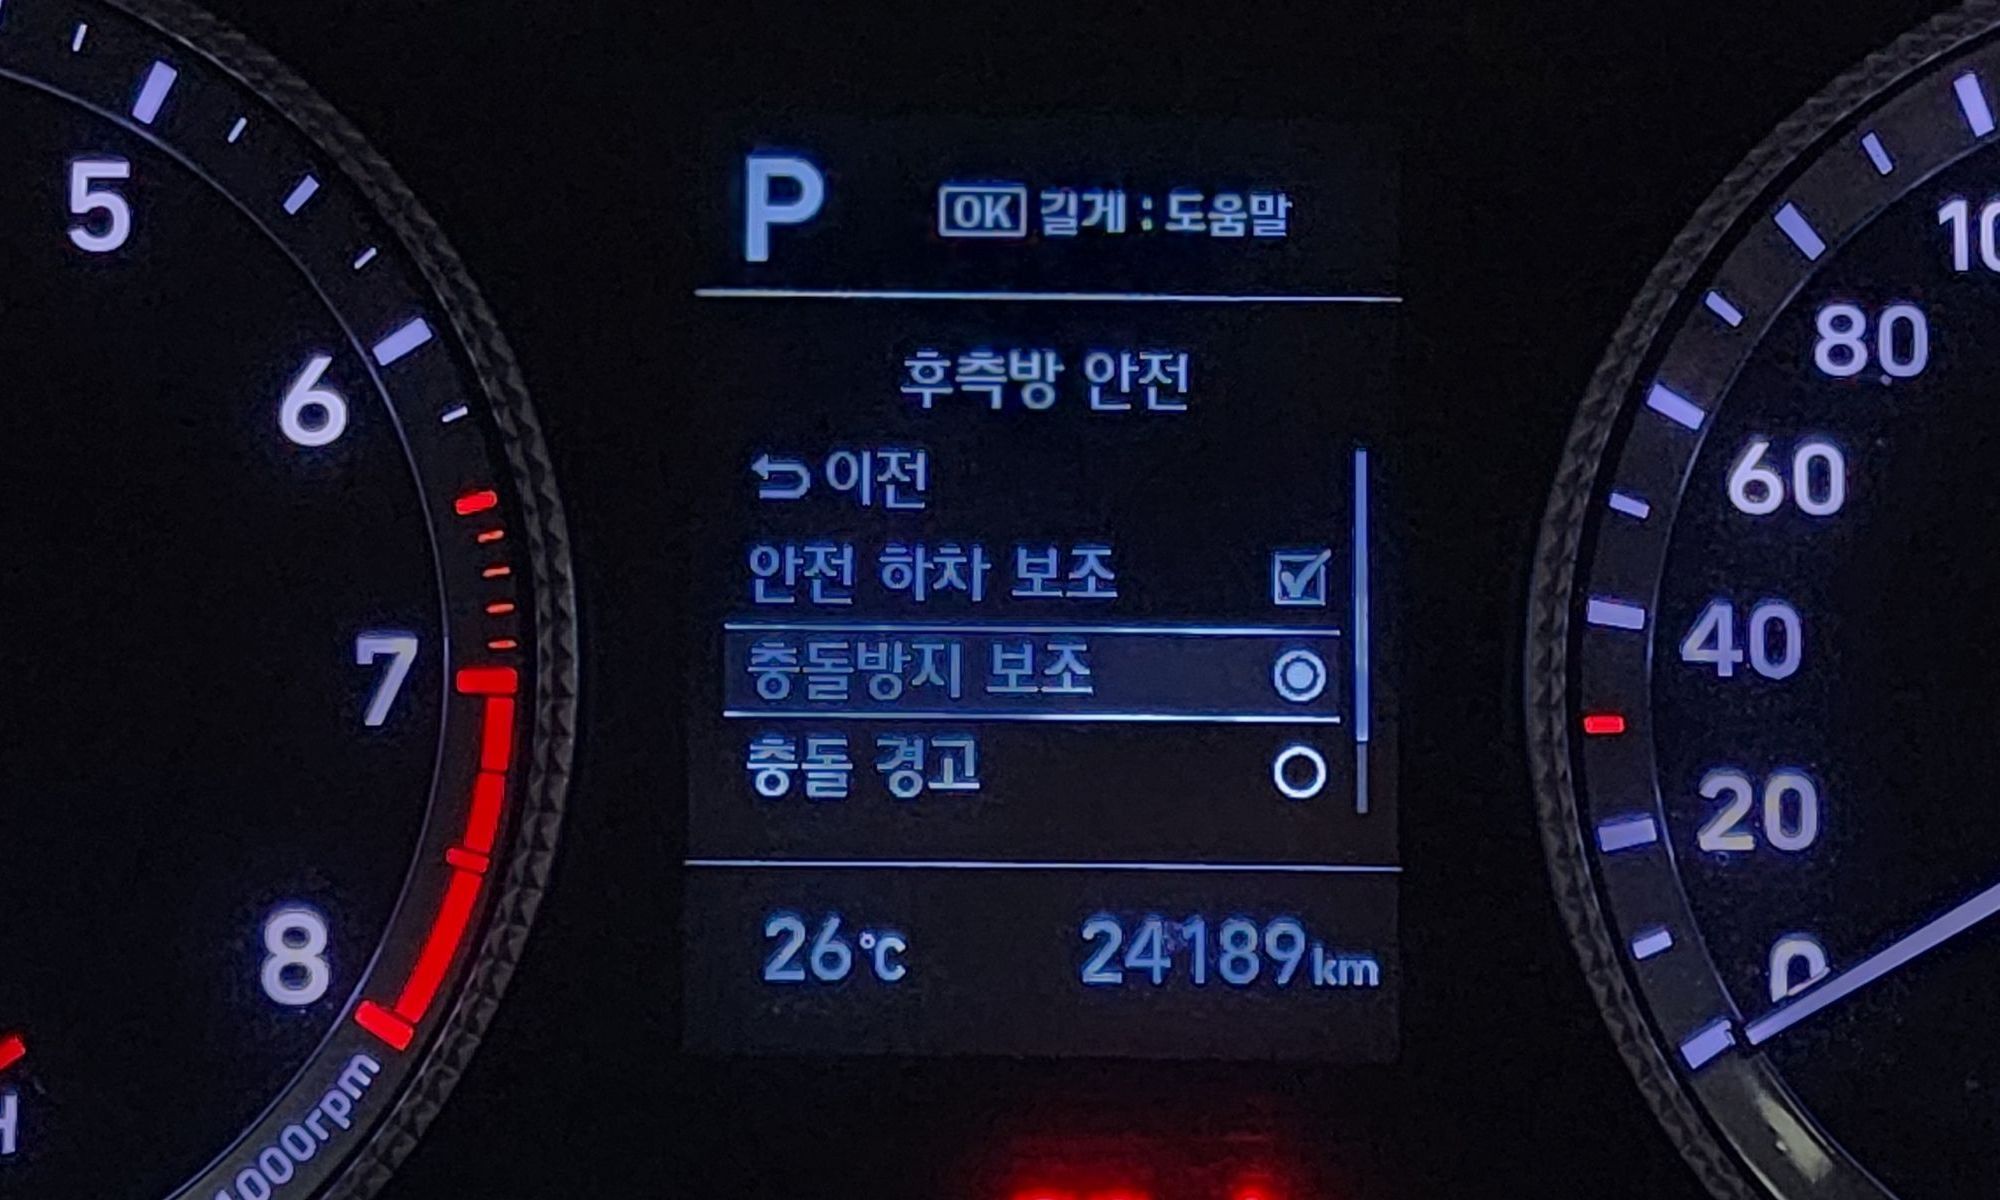 5
6
7
8
1000rpm
H
P
OK 길게 : 도움말
후측방 안전
이전
안전 하차 보조
충돌방지 보조
충돌 경고
26℃ 24189km
80
60
40
20
0